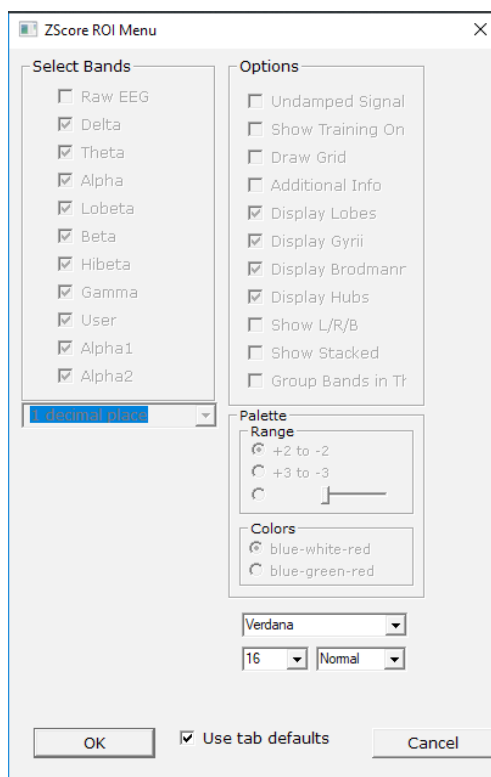 ZScore ROI Menu
Select Bands
Raw EEG
Delta
Theta
Alpha
Lobeta
Beta
Hibeta
Gamma
User
Alpha1
Alpha2
1 decimal place
Options
Undamped Signal
Show Training On
Draw Grid
Additional Info
Display Lobes
Display Gyrii
Display Brodmanr
Display Hubs
Show L/R/B
Show Stacked
Group Bands in Th
Palette
Range
+2 to -2
+3 to -3
Colors
blue-white-red
blue-green-red
Verdana
16 Normal
OK Use tab defaults Cancel